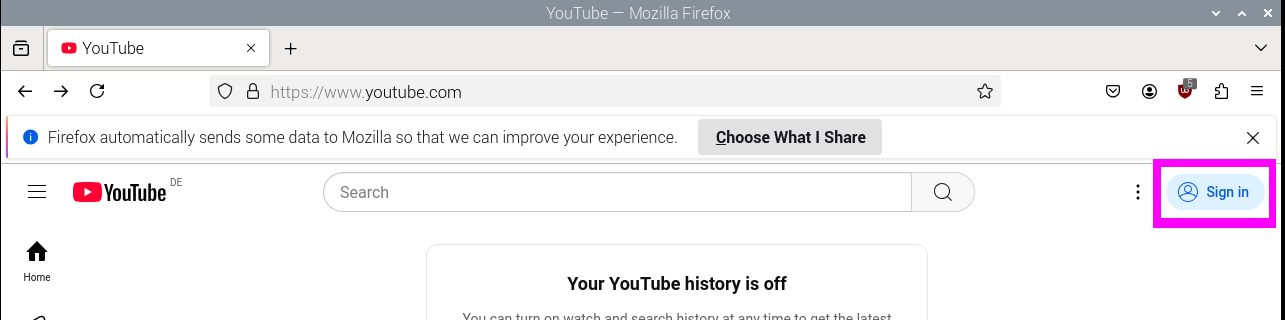 YouTube — Mozilla Firefox
YouTube
https://www.youtube.com
5
Firefox automatically sends some data to Mozilla so that we can improve your experience. Choose What I Share
YouTube DE
Search
Sign in
Home
Your YouTube history is off
You can turn on watch and search history at any time to get the latest